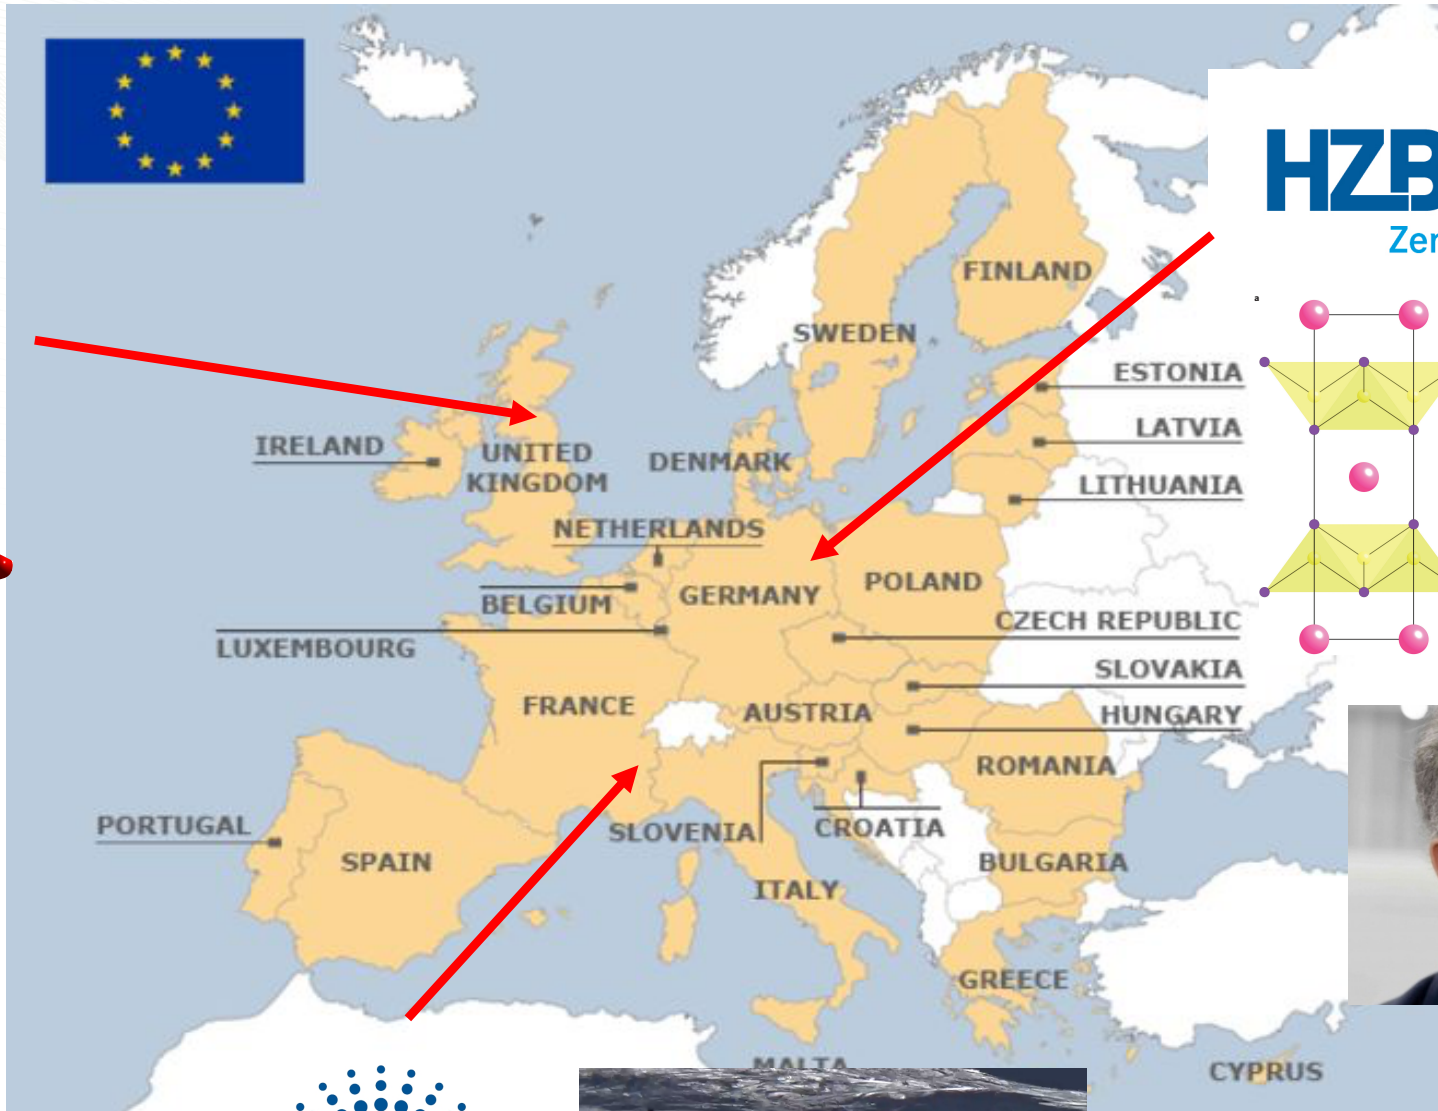 HZB
Zen
a
FINLAND
SWEDEN
ESTONIA
LATVIA
LITHUANIA
IRELAND
UNITED
KINGDOM
DENMARK
NETHERLANDS
BELGIUM
GERMANY
POLAND
LUXEMBOURG
CZECH REPUBLIC
SLOVAKIA
FRANCE
AUSTRIA
HUNGARY
ROMANIA
PORTUGAL
SLOVENIA
CROATIA
SPAIN
BULGARIA
ITALY
GREECE
MALTA
CYPRUS